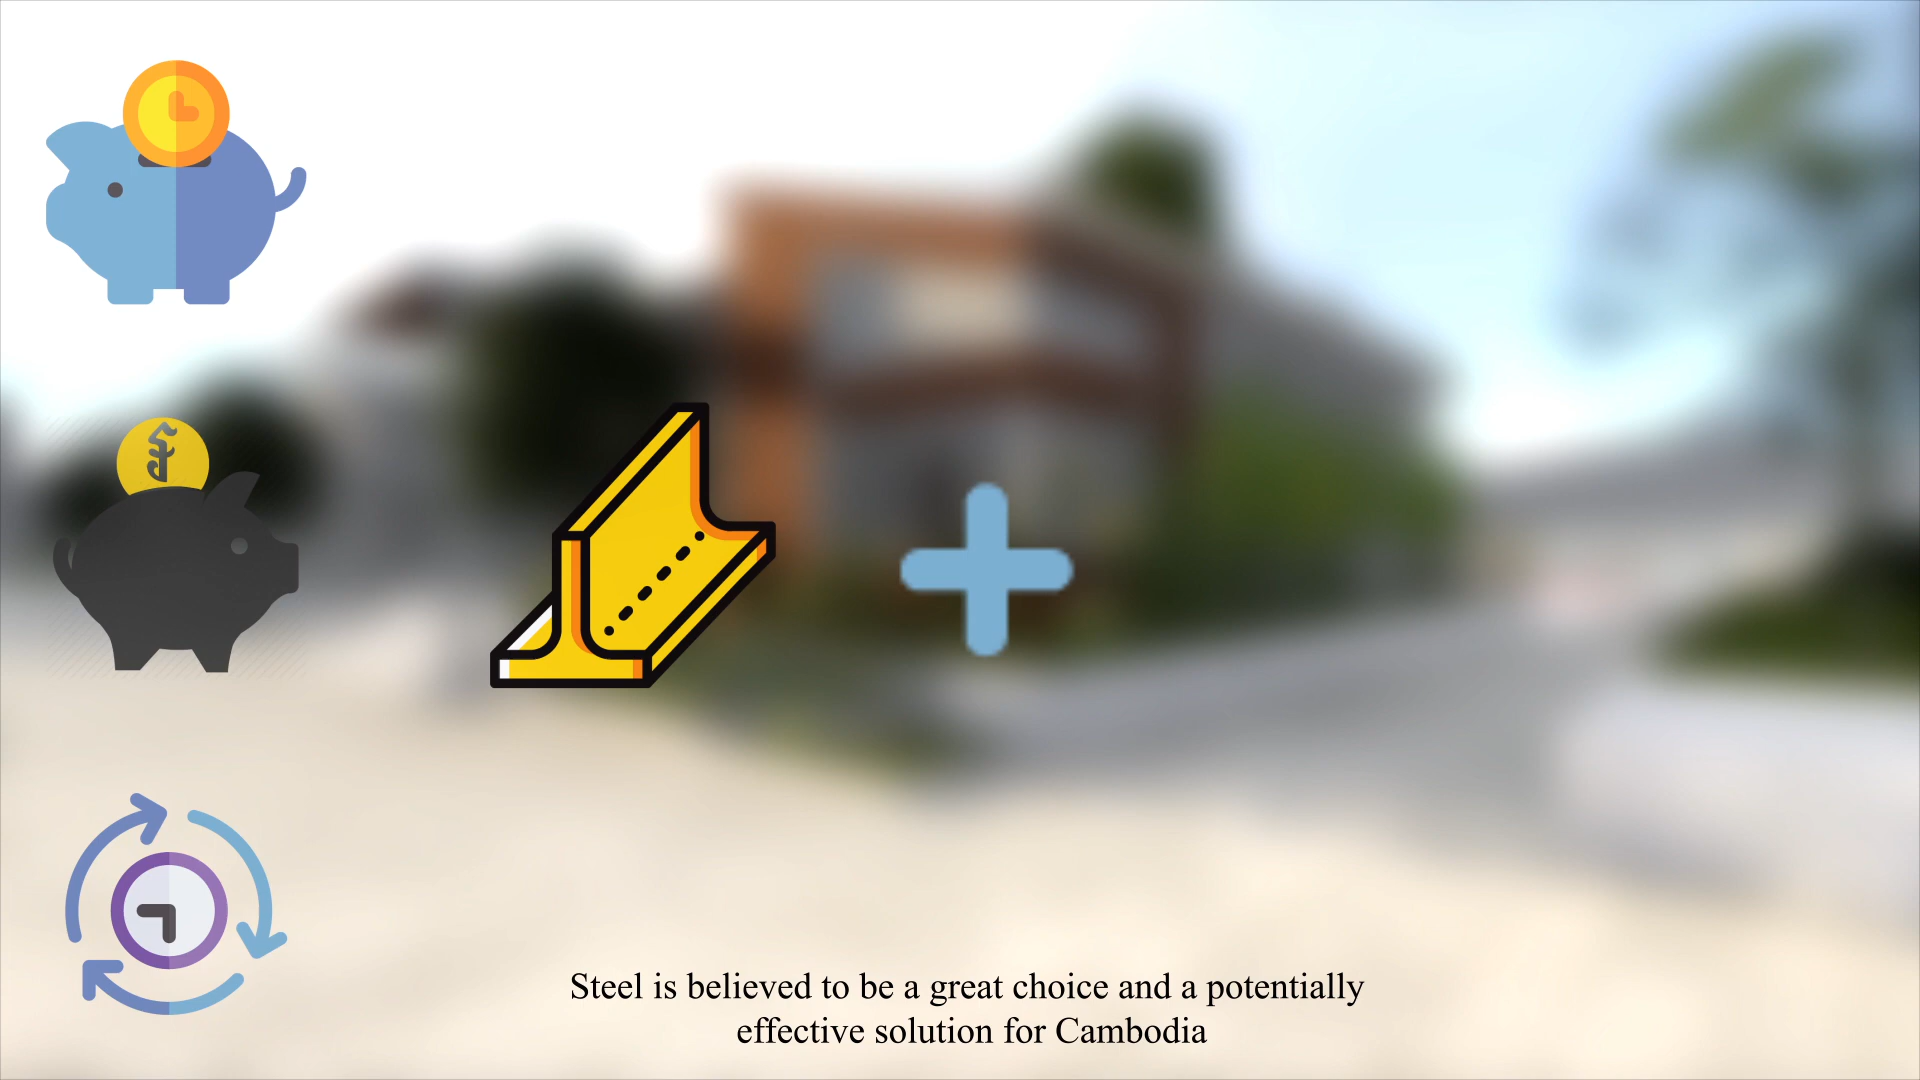 ៛
Steel is believed to be a great choice and a potentially
effective solution for Cambodia